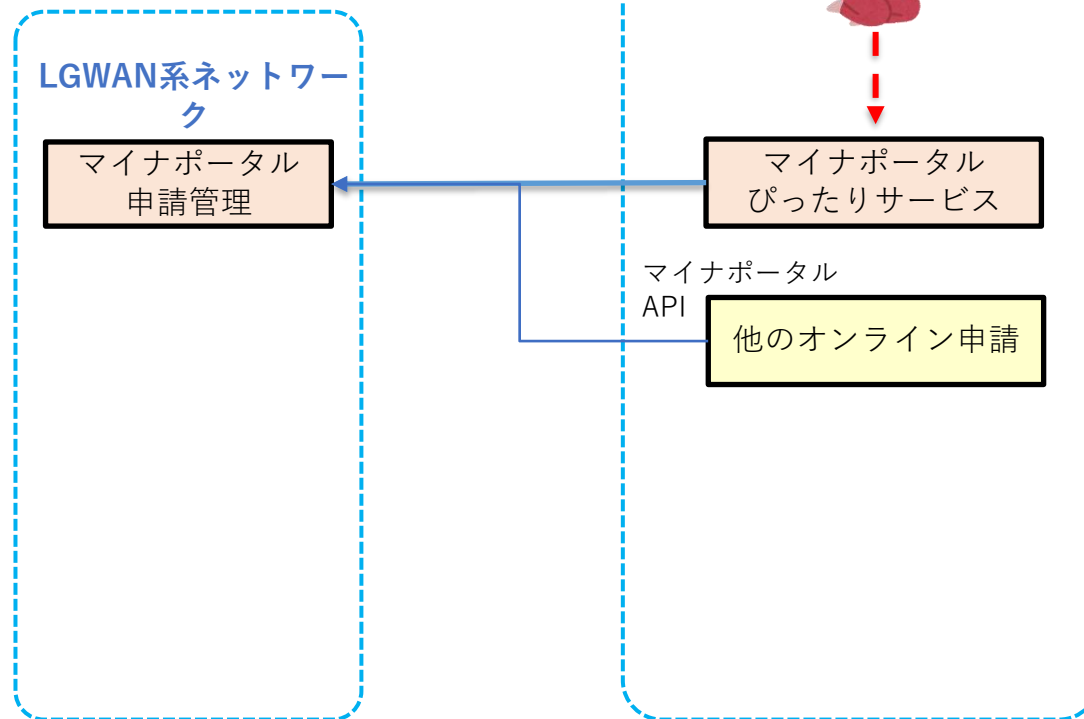 LGWAN系ネットワー
ク
マイナポータル
申請管理
マイナポータル
ぴったりサービス
マイナポータル
API
他のオンライン申請